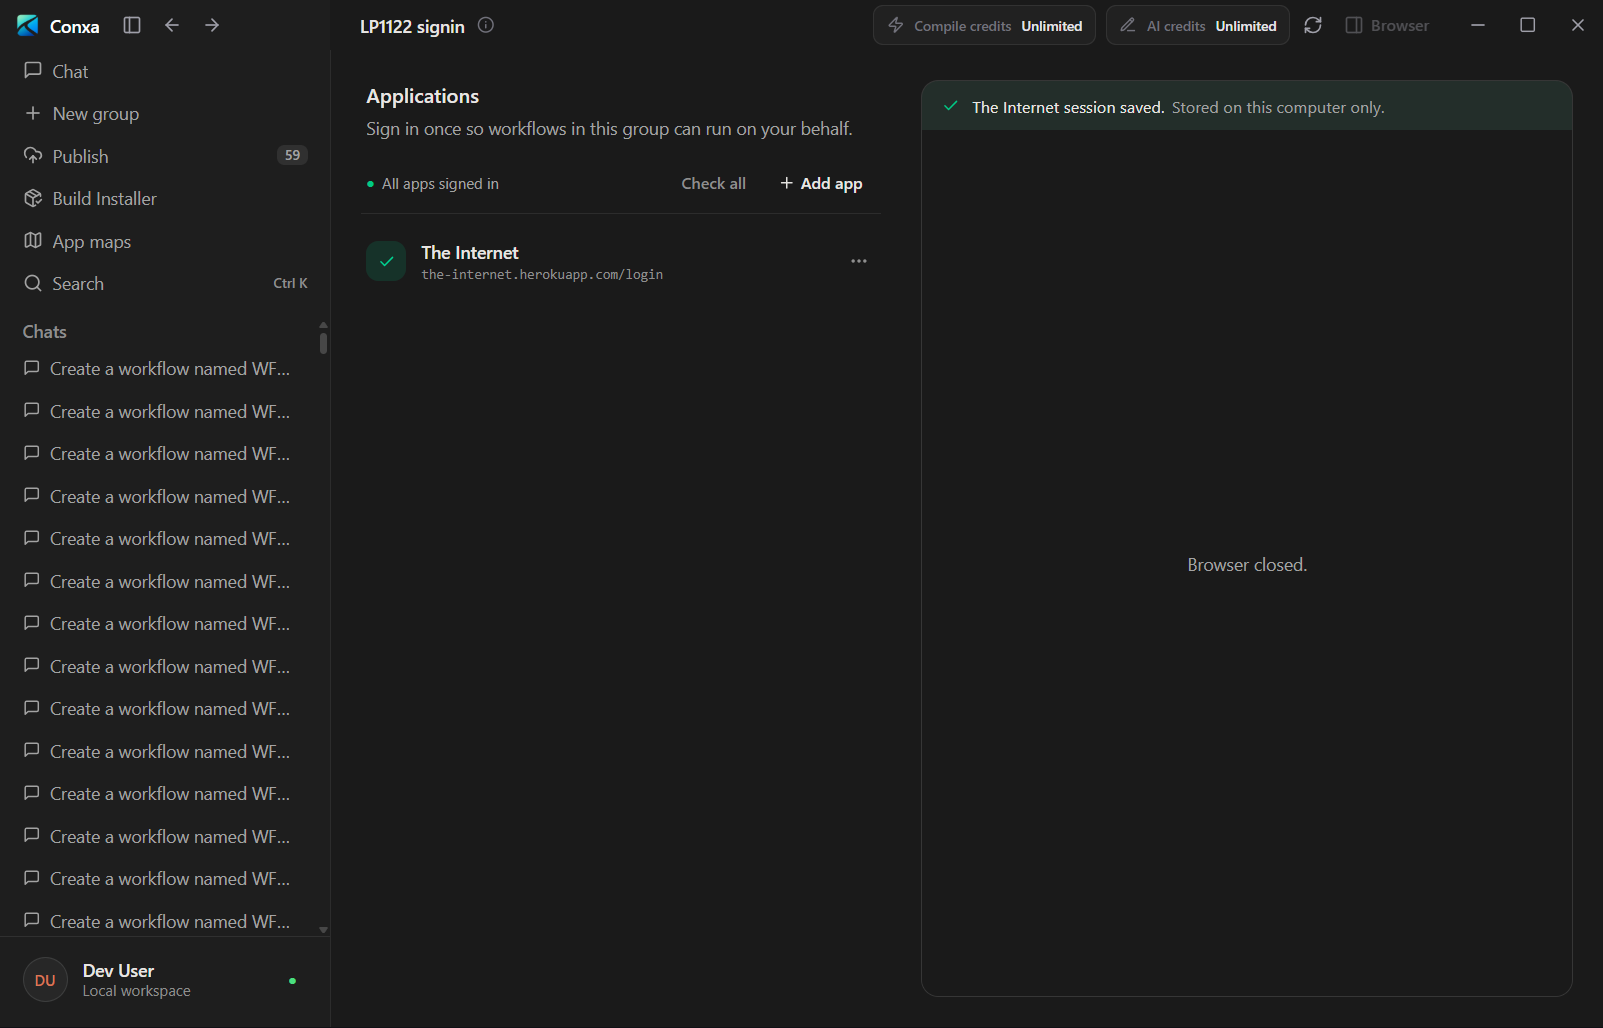 Conxa
LP1122 signin
Compile credits Unlimited
AI credits Unlimited
Browser
Chat
New group
Publish 59
Build Installer
App maps
Search Ctrl K
Chats
Create a workflow named WF...
Create a workflow named WF...
Create a workflow named WF...
Create a workflow named WF...
Create a workflow named WF...
Create a workflow named WF...
Create a workflow named WF...
Create a workflow named WF...
Create a workflow named WF...
Create a workflow named WF...
Create a workflow named WF...
Create a workflow named WF...
Create a workflow named WF...
Create a workflow named WF...
DU
Dev User
Local workspace
Applications
Sign in once so workflows in this group can run on your behalf.
All apps signed in
Check all
Add app
The Internet
the-internet.herokuapp.com/login
The Internet session saved. Stored on this computer only.
Browser closed.